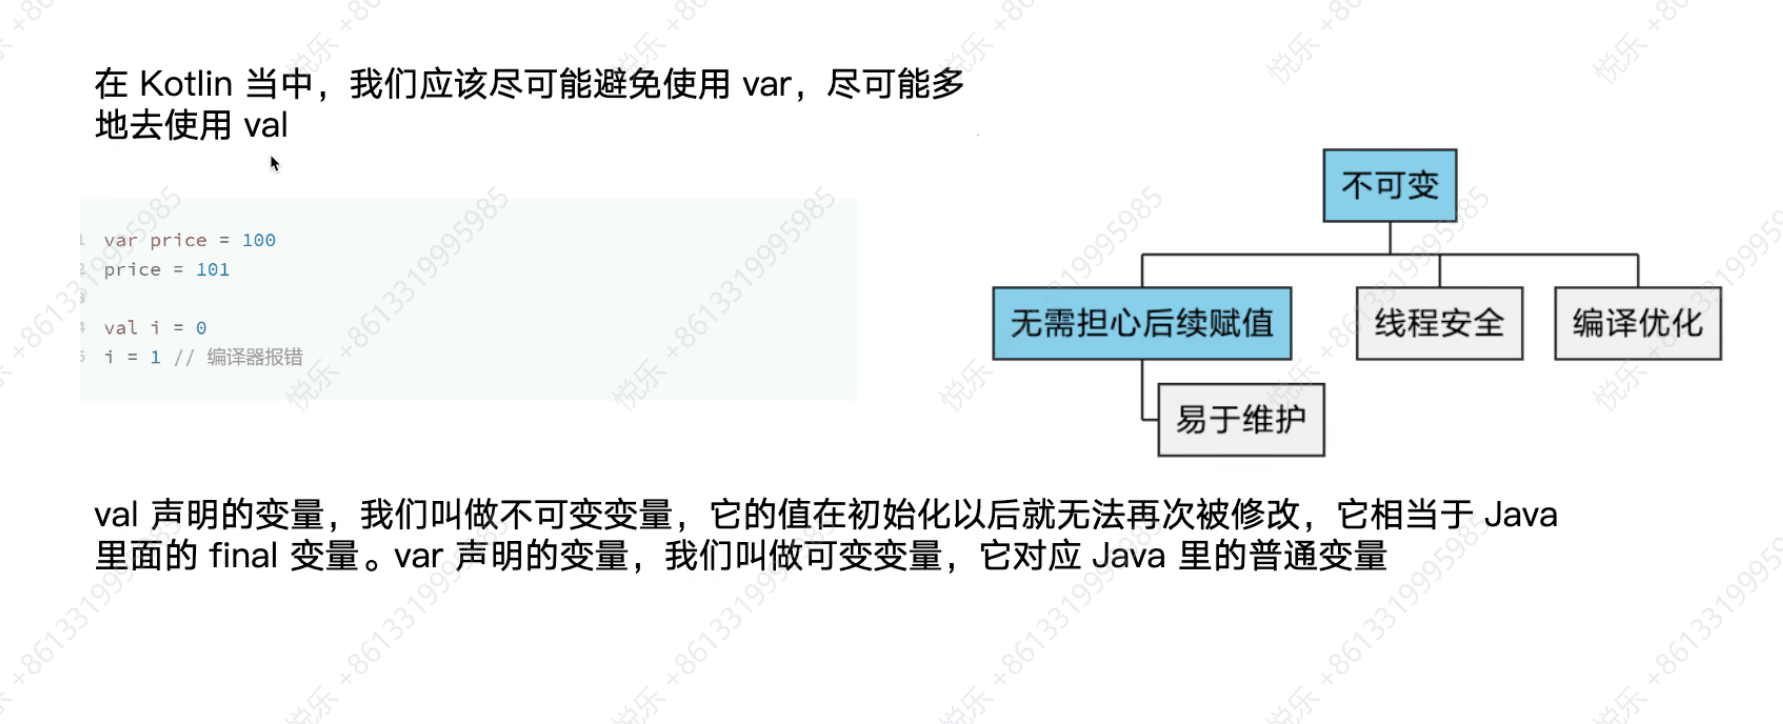 在 Kotlin 当中，我们应该尽可能避免使用 var，尽可能多
地去使用 val
1 var price = 100
2 price = 101
3
4 val i = 0
5 i = 1 // 编译器报错
不可变
无需担心后续赋值 线程安全 编译优化
易于维护
val 声明的变量，我们叫做不可变变量，它的值在初始化以后就无法再次被修改，它相当于 Java
里面的 final 变量。var 声明的变量，我们叫做可变变量，它对应 Java 里的普通变量
悦乐 +8613319995985